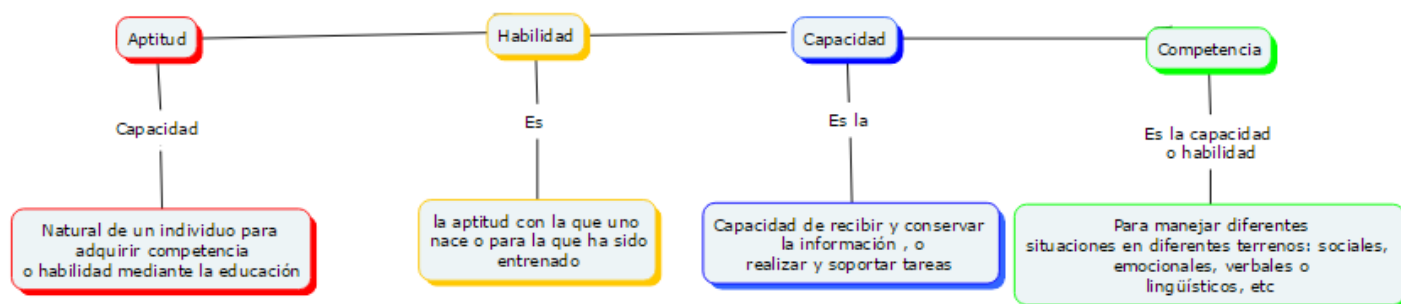 Aptitud
Habilidad
Capacidad
Competencia
Capacidad
Es
Es la
Es la capacidad
o habilidad
Natural de un individuo para
adquirir competencia
o habilidad mediante la educación
la aptitud con la que uno
nace o para la que ha sido
entrenado
Capacidad de recibir y conservar
la información , o
realizar y soportar tareas
Para manejar diferentes
situaciones en diferentes terrenos: sociales,
emocionales, verbales o
lingüísticos, etc